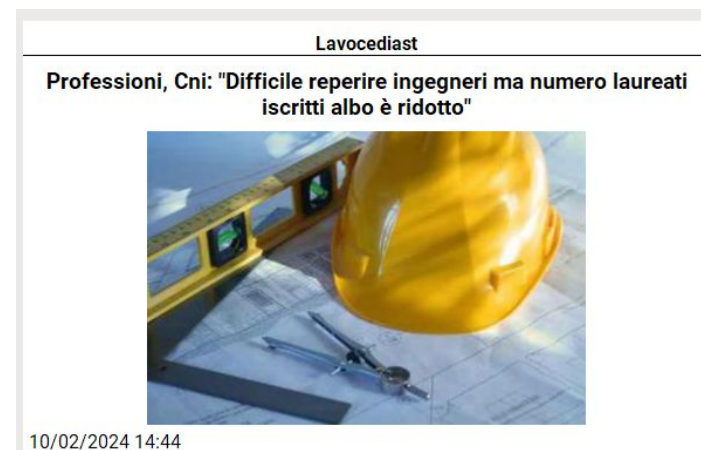 Lavocediast
Professioni, Cni: "Difficile reperire ingegneri ma numero laureati
iscritti albo è ridotto"
10/02/2024 14:44